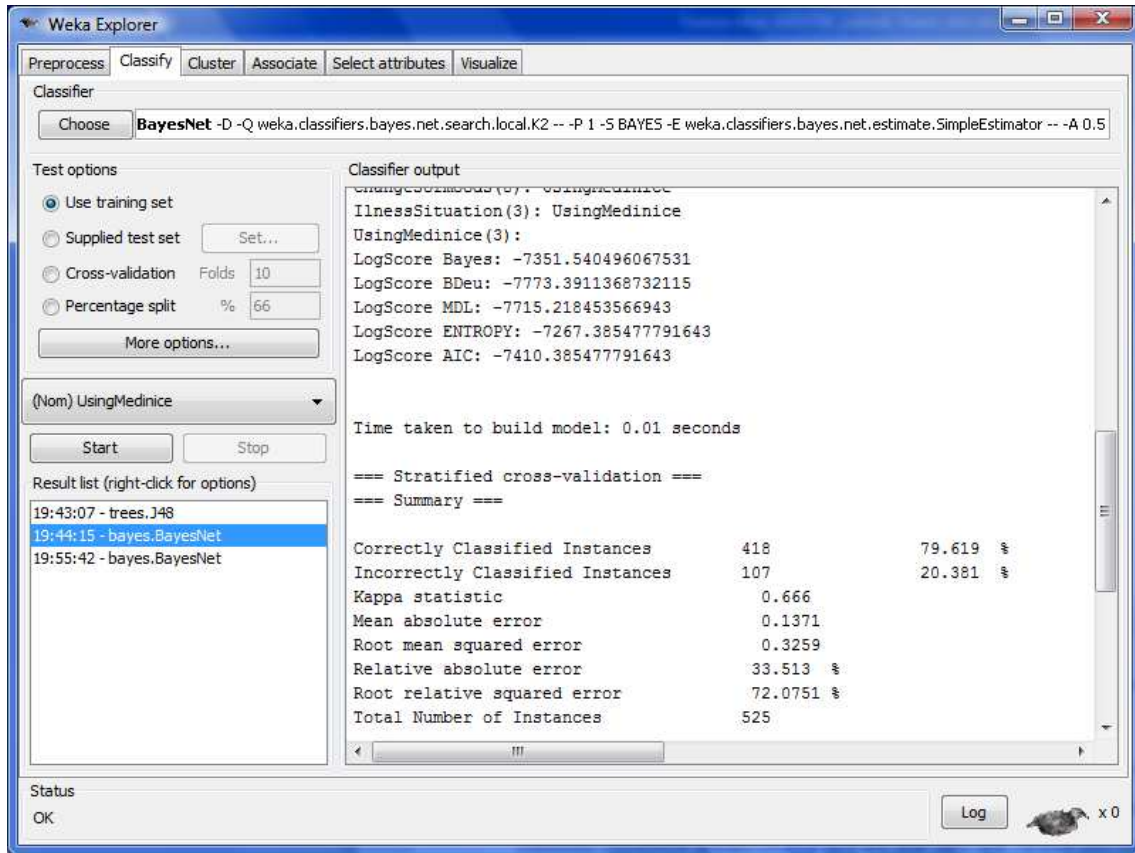 Weka Explorer
Preprocess Classify Cluster Associate Select attributes Visualize
Classifier
Choose BayesNet -D -Q weka.classifiers.bayes.net.search.local.K2 -- -P 1 -S BAYES -E weka.classifiers.bayes.net.estimate.SimpleEstimator -- -A 0.5
Test options
Use training set
Supplied test set Set...
Cross-validation Folds 10
Percentage split % 66
More options...
(Nom) UsingMedinice
Start Stop
Result list (right-click for options)
19:43:07 - trees.J48
19:44:15 - bayes.BayesNet
19:55:42 - bayes.BayesNet
Classifier output
UsingMedinice
IlnessSituation(3): UsingMedinice
UsingMedinice(3):
LogScore Bayes: -7351.540496067531
LogScore BDeu: -7773.3911368732115
LogScore MDL: -7715.218453566943
LogScore ENTROPY: -7267.385477791643
LogScore AIC: -7410.385477791643
Time taken to build model: 0.01 seconds
=== Stratified cross-validation ===
=== Summary ===
Correctly Classified Instances 418 79.619 %
Incorrectly Classified Instances 107 20.381 %
Kappa statistic 0.666
Mean absolute error 0.1371
Root mean squared error 0.3259
Relative absolute error 33.513 %
Root relative squared error 72.0751 %
Total Number of Instances 525
Status
OK
Log
x 0